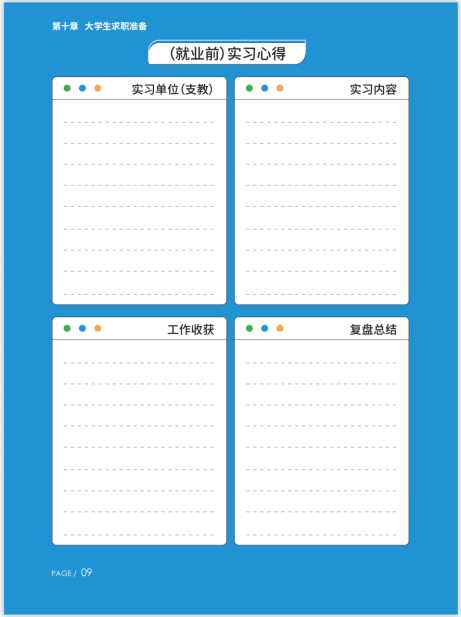 第十章 大学生求职准备
(就业前)实习心得
实习单位(支教)
实习内容
工作收获
复盘总结
PAGE / 09